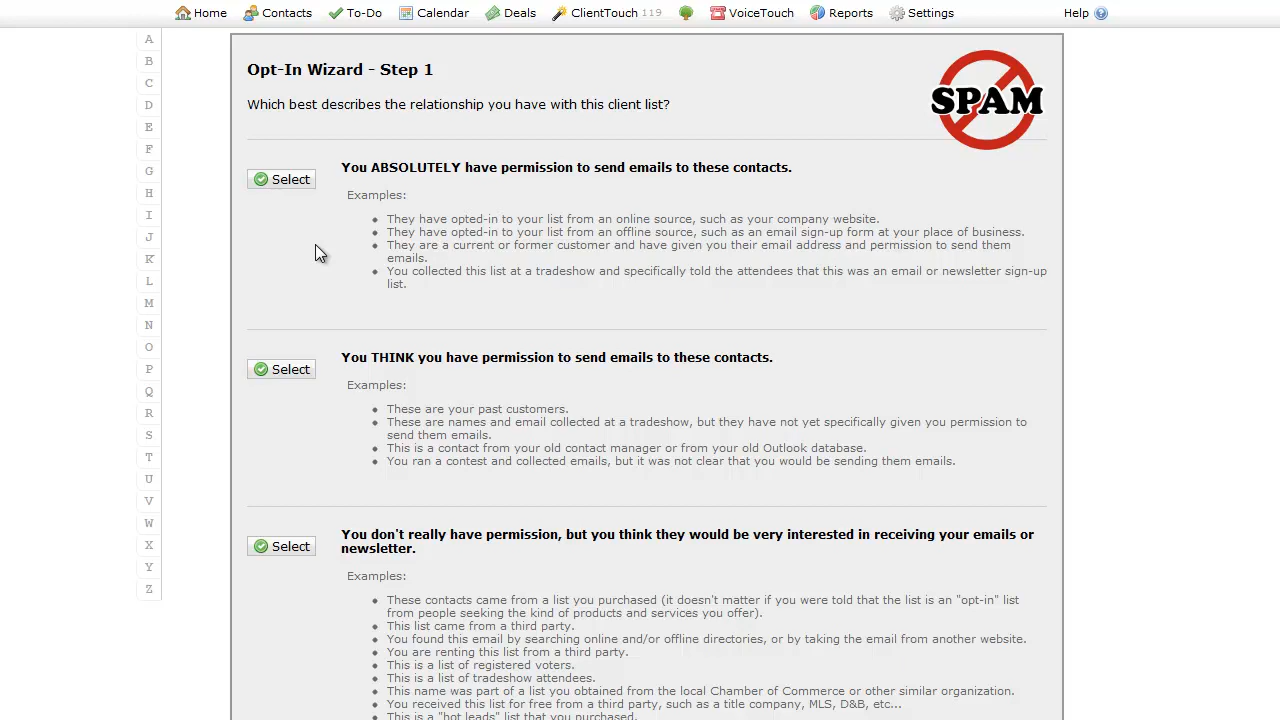 Home Contacts To-Do Calendar Deals ClientTouch 119 VoiceTouch Reports Settings Help ?
A
B
C
D
E
F
G
H
I
J
K
L
M
N
O
P
Q
R
S
T
U
V
W
X
Y
Z
Opt-In Wizard - Step 1
SPAM
Which best describes the relationship you have with this client list?
Select
You ABSOLUTELY have permission to send emails to these contacts.
Examples:
They have opted-in to your list from an online source, such as your company website.
They have opted-in to your list from an offline source, such as an email sign-up form at your place of business.
They are a current or former customer and have given you their email address and permission to send them
emails.
You collected this list at a tradeshow and specifically told the attendees that this was an email or newsletter sign-up
list.
Select
You THINK you have permission to send emails to these contacts.
Examples:
These are your past customers.
These are names and email collected at a tradeshow, but they have not yet specifically given you permission to
send them emails.
This is a contact from your old contact manager or from your old Outlook database.
You ran a contest and collected emails, but it was not clear that you would be sending them emails.
Select
You don't really have permission, but you think they would be very interested in receiving your emails or
newsletter.
Examples:
These contacts came from a list you purchased (it doesn't matter if you were told that the list is an "opt-in" list
from people seeking the kind of products and services you offer).
This list came from a third party.
You found this email by searching online and/or offline directories, or by taking the email from another website.
You are renting this list from a third party.
This is a list of registered voters.
This is a list of tradeshow attendees.
This name was part of a list you obtained from the local Chamber of Commerce or other similar organization.
You received this list for free from a third party, such as a title company, MLS, D&B, etc...
This is a "hot leads" list that you purchased.